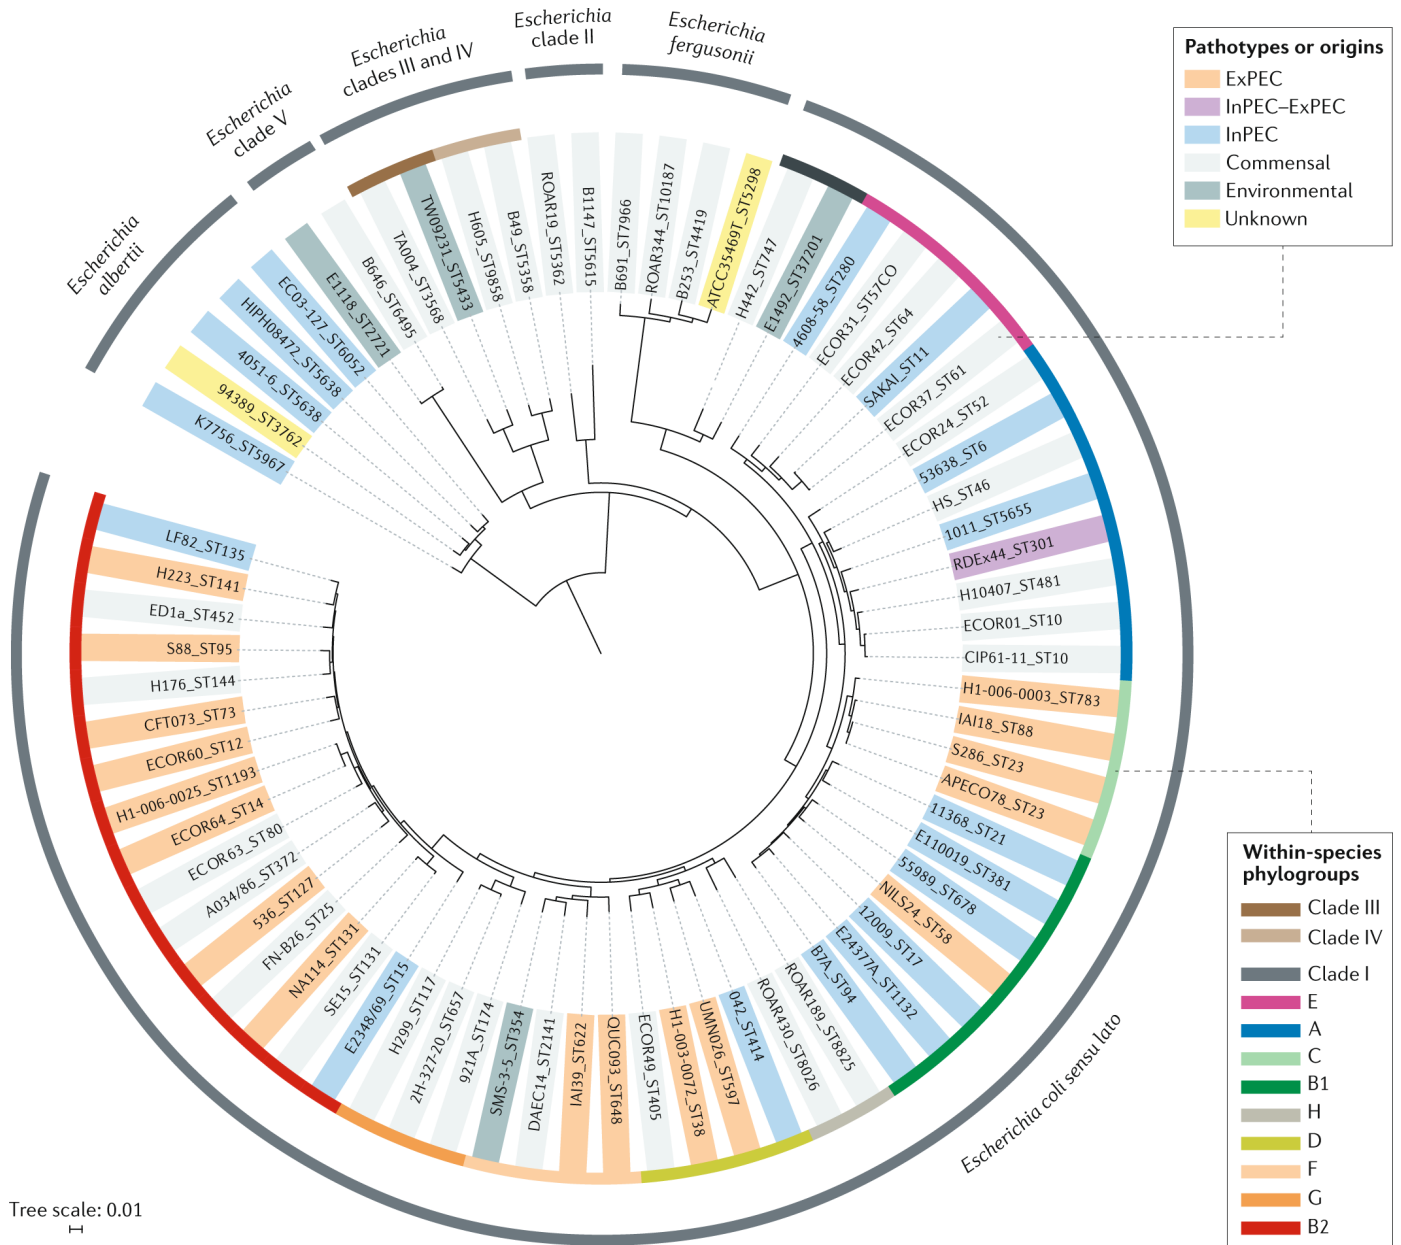 Escherichia
albertii
Escherichia
clade V
Escherichia
clades III and IV
Escherichia
clade II
Escherichia
fergusonii
Pathotypes or origins
ExPEC
InPEC–ExPEC
InPEC
Commensal
Environmental
Unknown
K7756_ST5967
94389_ST3762
4051-6_ST5638
HIPH08472_ST5638
EC03-127_ST6052
E1118_ST2721
B646_ST6495
TA004_ST3568
TW09231_ST5433
H605_ST9858
B49_ST5358
ROAR19_ST5362
B1147_ST5615
B691_ST7966
ROAR344_ST10187
B253_ST4419
ATCC35469T_ST5298
H442_ST747
E1492_ST37201
4608-58_ST280
ECOR31_ST57CO
ECOR42_ST64
SAKAI_ST11
ECOR37_ST61
ECOR24_ST52
53638_ST6
HS_ST46
1011_ST5655
RDEx44_ST301
H10407_ST481
ECOR01_ST10
CIP61-11_ST10
H1-006-0003_ST783
IAI18_ST88
S286_ST23
APECO78_ST23
11368_ST21
E110019_ST381
55989_ST678
NILS24_ST58
12009_ST17
E24377A_ST1132
B7A_ST94
ROAR189_ST8825
ROAR430_ST8026
042_ST414
UMN026_ST597
H1-003-0072_ST38
ECOR49_ST405
QUC093_ST648
IAI39_ST622
DAEC14_ST2141
SMS-3-5_ST354
921A_ST174
2H-327-20_ST657
H299_ST117
E2348/69_ST15
SE15_ST131
NA114_ST131
FN-B26_ST25
536_ST127
A034/86_ST372
ECOR63_ST80
ECOR64_ST14
H1-006-0025_ST1193
ECOR60_ST12
CFT073_ST73
H176_ST144
S88_ST95
ED1a_ST452
H223_ST141
LF82_ST135
Escherichia coli sensu lato
Within-species
phylogroups
Clade III
Clade IV
Clade I
E
A
C
B1
H
D
F
G
B2
Tree scale: 0.01